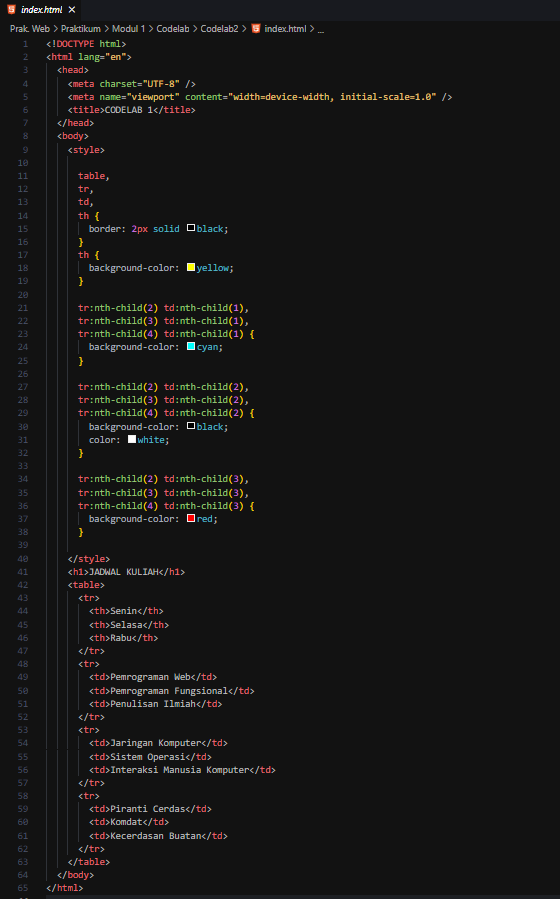 index.html ×
Prak. Web > Praktikum > Modul 1 > Codelab > Codelab2 > index.html > ...
1 <!DOCTYPE html>
2 <html lang="en">
3 <head>
4 <meta charset="UTF-8" />
5 <meta name="viewport" content="width=device-width, initial-scale=1.0" />
6 <title>CODELAB 1</title>
7 </head>
8 <body>
9 <style>
10
11 table,
12 tr,
13 td,
14 th {
15 border: 2px solid black;
16 }
17 th {
18 background-color: yellow;
19 }
20
21 tr:nth-child(2) td:nth-child(1),
22 tr:nth-child(3) td:nth-child(1),
23 tr:nth-child(4) td:nth-child(1) {
24 background-color: cyan;
25 }
26
27 tr:nth-child(2) td:nth-child(2),
28 tr:nth-child(3) td:nth-child(2),
29 tr:nth-child(4) td:nth-child(2) {
30 background-color: black;
31 color: white;
32 }
33
34 tr:nth-child(2) td:nth-child(3),
35 tr:nth-child(3) td:nth-child(3),
36 tr:nth-child(4) td:nth-child(3) {
37 background-color: red;
38 }
39
40 </style>
41 <h1>JADWAL KULIAH</h1>
42 <table>
43 <tr>
44 <th>Senin</th>
45 <th>Selasa</th>
46 <th>Rabu</th>
47 </tr>
48 <tr>
49 <td>Pemrograman Web</td>
50 <td>Pemrograman Fungsional</td>
51 <td>Penulisan Ilmiah</td>
52 </tr>
53 <tr>
54 <td>Jaringan Komputer</td>
55 <td>Sistem Operasi</td>
56 <td>Interaksi Manusia Komputer</td>
57 </tr>
58 <tr>
59 <td>Piranti Cerdas</td>
60 <td>Komdat</td>
61 <td>Kecerdasan Buatan</td>
62 </tr>
63 </table>
64 </body>
65 </html>